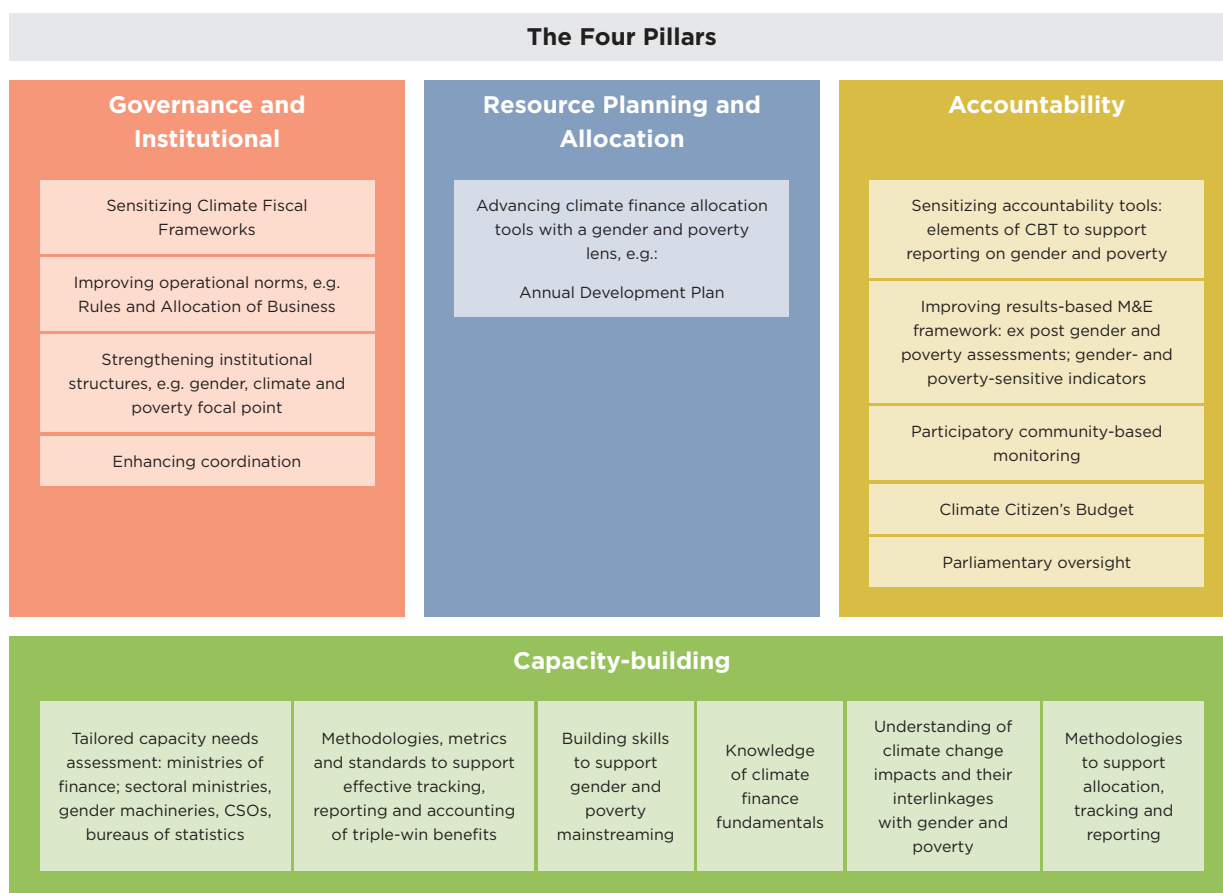 The Four Pillars
Governance and
Institutional
Sensitizing Climate Fiscal
Frameworks
Improving operational norms, e.g.
Rules and Allocation of Business
Strengthening institutional
structures, e.g. gender, climate and
poverty focal point
Enhancing coordination
Resource Planning and
Allocation
Advancing climate finance allocation
tools with a gender and poverty
lens, e.g.:
Annual Development Plan
Accountability
Sensitizing accountability tools:
elements of CBT to support
reporting on gender and poverty
Improving results-based M&E
framework: ex post gender and
poverty assessments; gender- and
poverty-sensitive indicators
Participatory community-based
monitoring
Climate Citizen’s Budget
Parliamentary oversight
Capacity-building
Tailored capacity needs
assessment: ministries of
finance; sectoral ministries,
gender machineries, CSOs,
bureaus of statistics
Methodologies, metrics
and standards to support
effective tracking,
reporting and accounting
of triple-win benefits
Building skills
to support
gender and
poverty
mainstreaming
Knowledge
of climate
finance
fundamentals
Understanding of
climate change
impacts and their
interlinkages
with gender and
poverty
Methodologies
to support
allocation,
tracking and
reporting